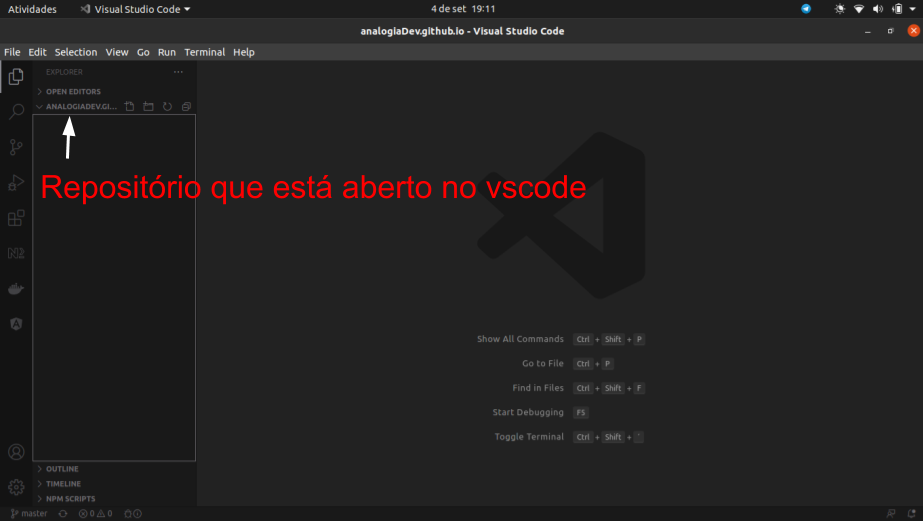 Atividades Visual Studio Code 4 de set 19:11
analogiaDev.github.io - Visual Studio Code
File Edit Selection View Go Run Terminal Help
EXPLORER ...
OPEN EDITORS
ANALOGIADEV.GI...
Repositório que está aberto no vscode
Show All Commands Ctrl + Shift + P
Go to File Ctrl + P
Find in Files Ctrl + Shift + F
Start Debugging F5
Toggle Terminal Ctrl + Shift + `
OUTLINE
TIMELINE
NPM SCRIPTS
master 0 0